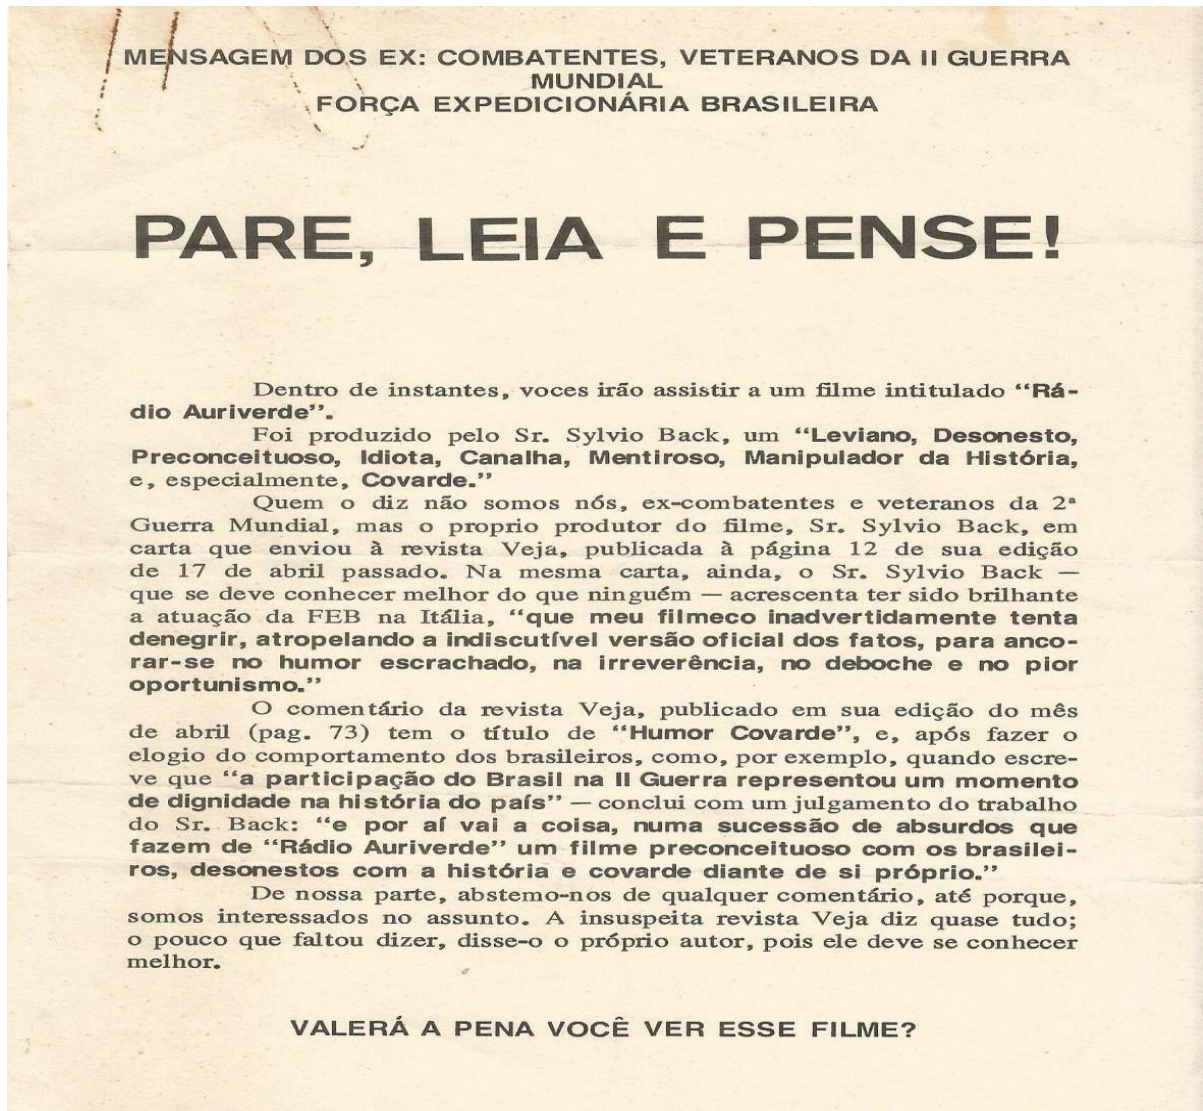 MENSAGEM DOS EX: COMBATENTES, VETERANOS DA II GUERRA
MUNDIAL
FORÇA EXPEDICIONÁRIA BRASILEIRA
PARE, LEIA E PENSE!
Dentro de instantes, voces irão assistir a um filme intitulado “Rá-
dio Auriverde”.
Foi produzido pelo Sr. Sylvio Back, um “Leviano, Desonesto,
Preconceituoso, Idiota, Canalha, Mentiroso, Manipulador da História,
e, especialmente, Covarde.”
Quem o diz não somos nós, ex-combatentes e veteranos da 2ª
Guerra Mundial, mas o proprio produtor do filme, Sr. Sylvio Back, em
carta que enviou à revista Veja, publicada à página 12 de sua edição
de 17 de abril passado. Na mesma carta, ainda, o Sr. Sylvio Back —
que se deve conhecer melhor do que ninguém — acrescenta ter sido brilhante
a atuação da FEB na Itália, “que meu filmeco inadvertidamente tenta
denegrir, atropelando a indiscutível versão oficial dos fatos, para anco-
rar-se no humor escrachado, na irreverência, no deboche e no pior
oportunismo.”
O comentário da revista Veja, publicado em sua edição do mês
de abril (pag. 73) tem o título de “Humor Covarde”, e, após fazer o
elogio do comportamento dos brasileiros, como, por exemplo, quando escre-
ve que “a participação do Brasil na II Guerra representou um momento
de dignidade na história do país” — conclui com um julgamento do trabalho
do Sr. Back: “e por aí vai a coisa, numa sucessão de absurdos que
fazem de “Rádio Auriverde” um filme preconceituoso com os brasilei-
ros, desonestos com a história e covarde diante de si próprio.”
De nossa parte, abstemo-nos de qualquer comentário, até porque,
somos interessados no assunto. A insuspeita revista Veja diz quase tudo;
o pouco que faltou dizer, disse-o o próprio autor, pois ele deve se conhecer
melhor.
VALERÁ A PENA VOCÊ VER ESSE FILME?